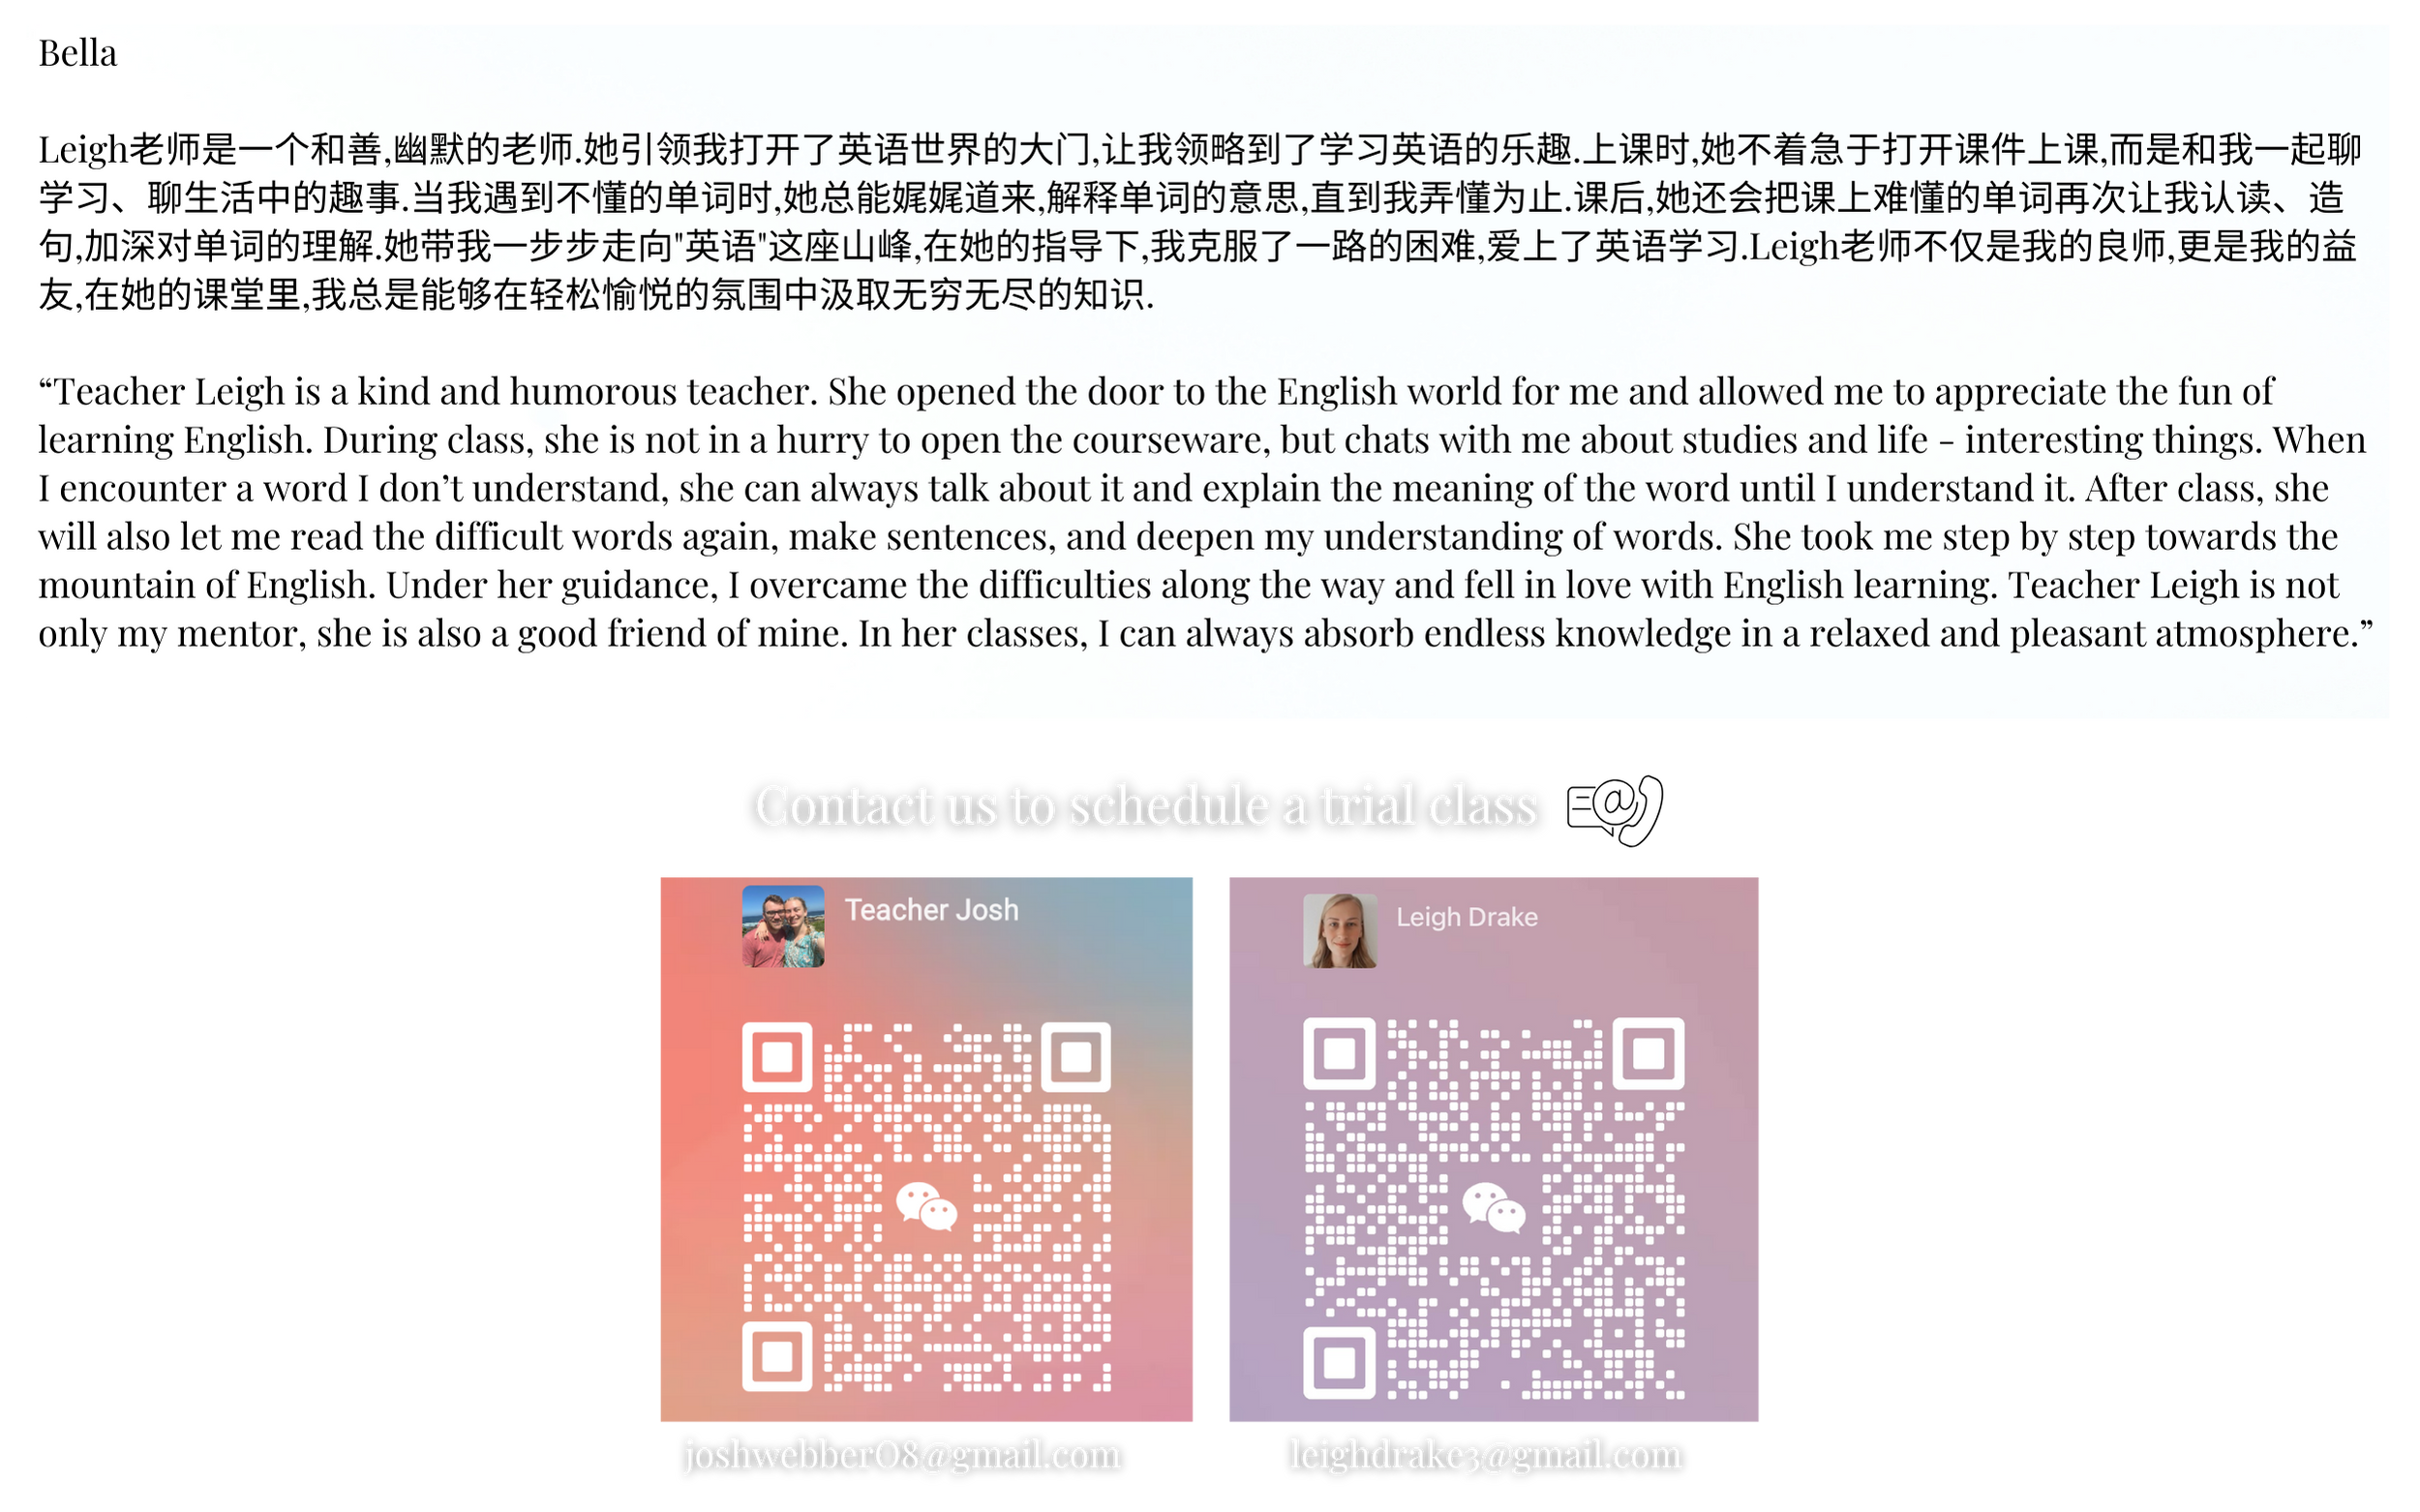 Bella
Leigh老师是一个和善,幽默的老师.她引领我打开了英语世界的大门,让我领略到了学习英语的乐趣.上课时,她不着急于打开课件上课,而是和我一起聊
学习、聊生活中的趣事.当我遇到不懂的单词时,她总能娓娓道来,解释单词的意思,直到我弄懂为止.课后,她还会把课上难懂的单词再次让我认读、造
句,加深对单词的理解.她带我一步步走向"英语"这座山峰,在她的指导下,我克服了一路的困难,爱上了英语学习.Leigh老师不仅是我的良师,更是我的益
友,在她的课堂里,我总是能够在轻松愉悦的氛围中汲取无穷无尽的知识.
“Teacher Leigh is a kind and humorous teacher. She opened the door to the English world for me and allowed me to appreciate the fun of
learning English. During class, she is not in a hurry to open the courseware, but chats with me about studies and life - interesting things. When
I encounter a word I don’t understand, she can always talk about it and explain the meaning of the word until I understand it. After class, she
will also let me read the difficult words again, make sentences, and deepen my understanding of words. She took me step by step towards the
mountain of English. Under her guidance, I overcame the difficulties along the way and fell in love with English learning. Teacher Leigh is not
only my mentor, she is also a good friend of mine. In her classes, I can always absorb endless knowledge in a relaxed and pleasant atmosphere.”
Contact us to schedule a trial class
Teacher Josh
Leigh Drake
joshwebber08@gmail.com
leighdrake3@gmail.com